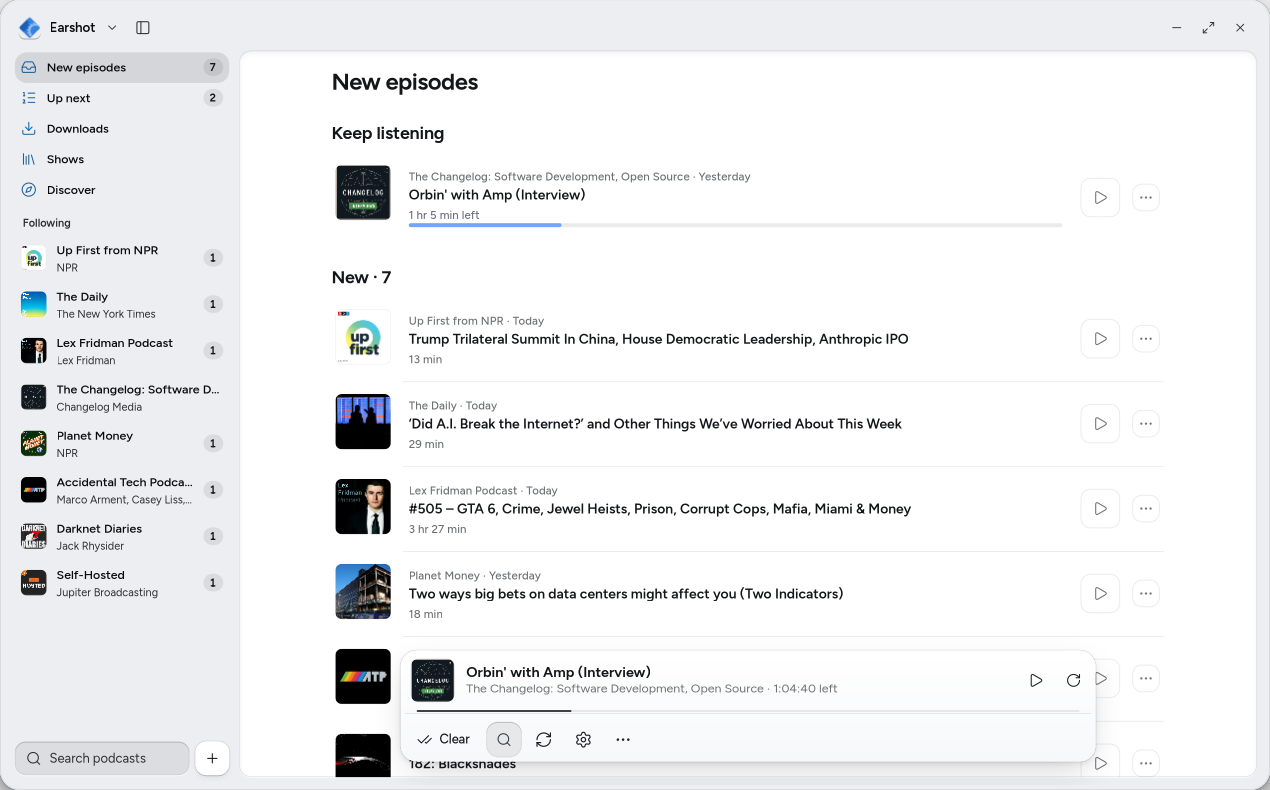 Earshot
New episodes 7
Up next 2
Downloads
Shows
Discover
Following
Up First from NPR
NPR
1
The Daily
The New York Times
1
Lex Fridman Podcast
Lex Fridman
1
The Changelog: Software D...
Changelog Media
Planet Money
NPR
1
Accidental Tech Podca...
Marco Arment, Casey Liss,...
1
Darknet Diaries
Jack Rhysider
1
Self-Hosted
Jupiter Broadcasting
1
Search podcasts
New episodes
Keep listening
CHANGELOG
The Changelog: Software Development, Open Source · Yesterday
Orbin' with Amp (Interview)
1 hr 5 min left
New · 7
up first
Up First from NPR · Today
Trump Trilateral Summit In China, House Democratic Leadership, Anthropic IPO
13 min
The Daily · Today
‘Did A.I. Break the Internet?’ and Other Things We’ve Worried About This Week
29 min
Lex Fridman Podcast
Lex Fridman Podcast · Today
#505 – GTA 6, Crime, Jewel Heists, Prison, Corrupt Cops, Mafia, Miami & Money
3 hr 27 min
Planet Money · Yesterday
Two ways big bets on data centers might affect you (Two Indicators)
18 min
ATP
CHANGELOG
Orbin' with Amp (Interview)
The Changelog: Software Development, Open Source · 1:04:40 left
Clear
182: Blackshades